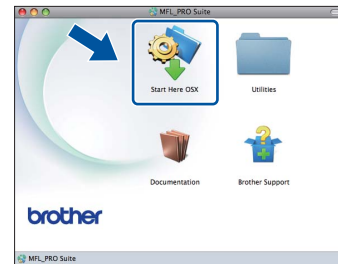 MFL_PRO Suite
Start Here OSX
Utilities
Documentation
Brother Support
brother
MFL_PRO Suite